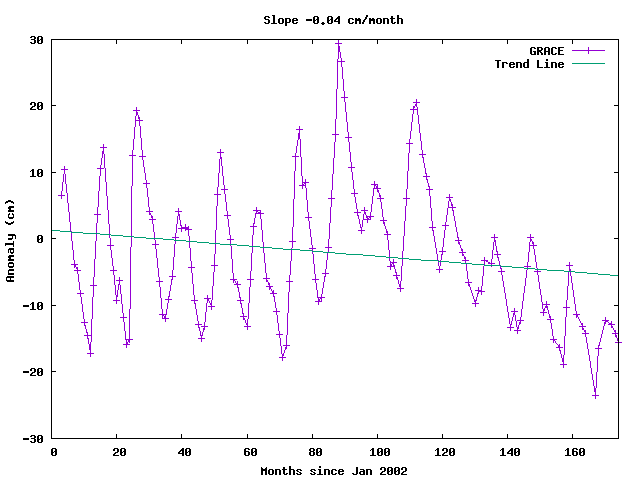 Slope -0.04 cm/month
GRACE
Trend Line
30
20
10
0
-10
-20
-30
Anomaly (cm)
0 20 40 60 80 100 120 140 160
Months since Jan 2002